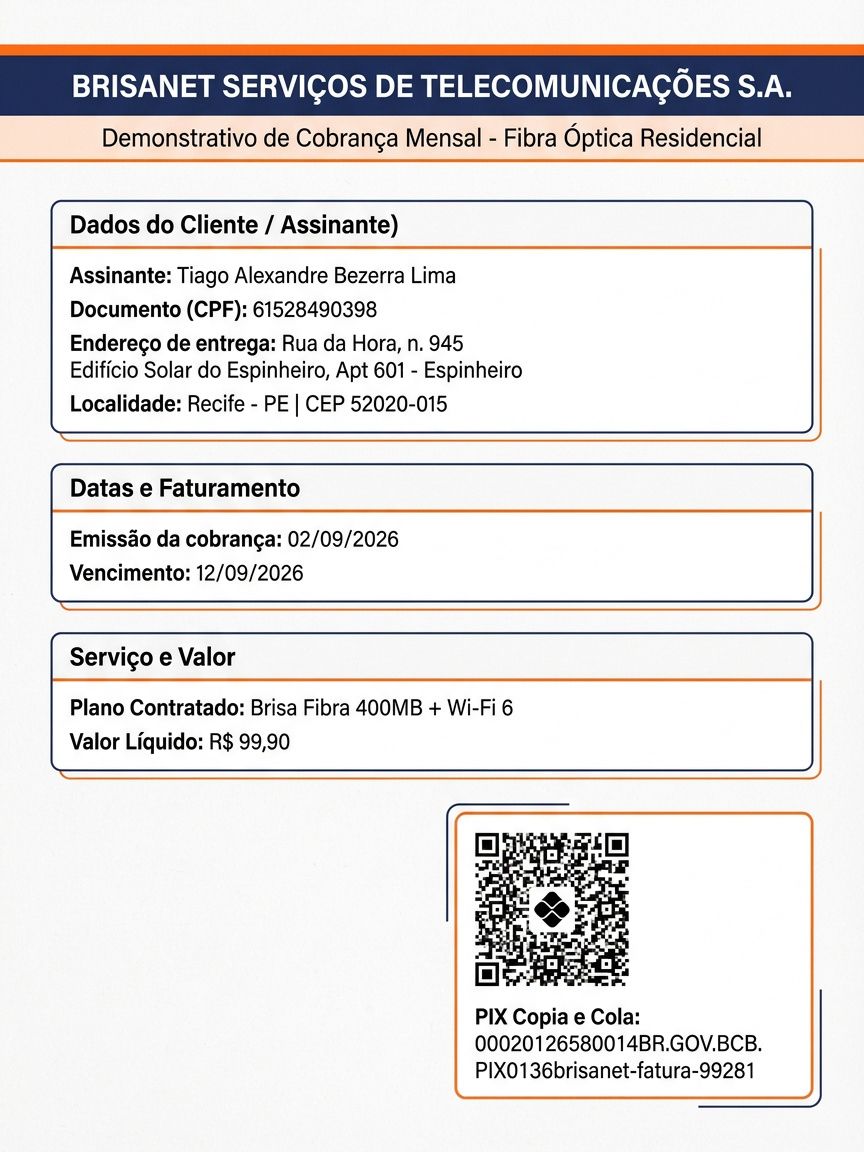 BRISANET SERVIÇOS DE TELECOMUNICAÇÕES S.A.
Demonstrativo de Cobrança Mensal - Fibra Óptica Residencial
Dados do Cliente / Assinante)
Assinante: Tiago Alexandre Bezerra Lima
Documento (CPF): 61528490398
Endereço de entrega: Rua da Hora, n. 945
Edifício Solar do Espinheiro, Apt 601 - Espinheiro
Localidade: Recife - PE | CEP 52020-015
Datas e Faturamento
Emissão da cobrança: 02/09/2026
Vencimento: 12/09/2026
Serviço e Valor
Plano Contratado: Brisa Fibra 400MB + Wi-Fi 6
Valor Líquido: R$ 99,90
PIX Copia e Cola:
00020126580014BR.GOV.BCB.
PIX0136brisanet-fatura-99281